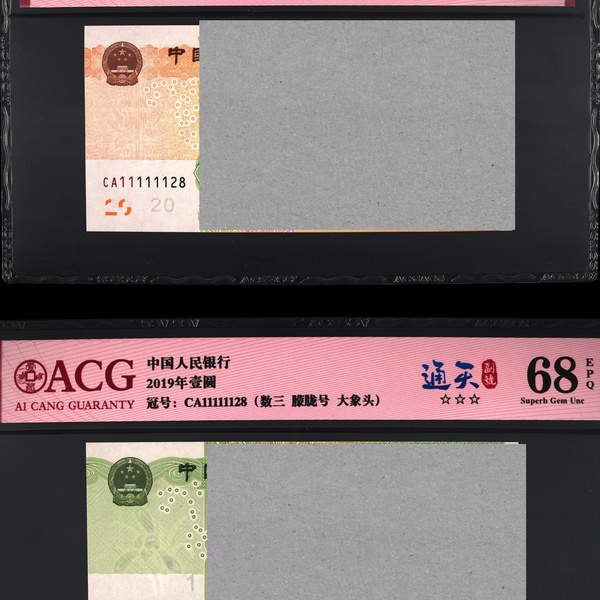 中国
CA11111128
20 20
ACG
AI CANG GUARANTY
中国人民银行
2019年壹圆
冠号：CA11111128（数三 朦胧号 大象头）
通天
副號
☆☆☆
68
EPQ
Superb Gem Unc
中
1